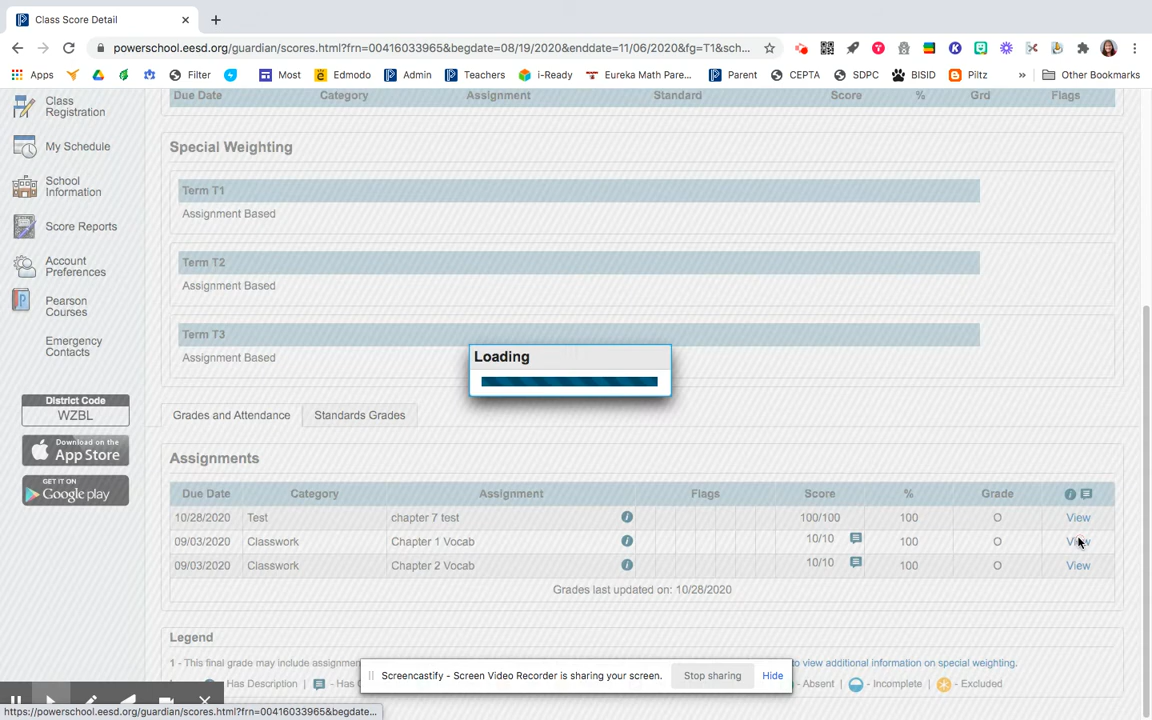 Class Score Detail
powerschool.eesd.org/guardian/scores.html?frn=00416033965&begdate=08/19/2020&enddate=11/06/2020&fg=T1&sch...
Apps Filter Most Edmodo Admin Teachers i-Ready Eureka Math Pare... Parent CEPTA SDPC BISID Piltz » Other Bookmarks
Class
Registration
My Schedule
School
Information
Score Reports
Account
Preferences
Pearson
Courses
Emergency
Contacts
District Code
WZBL
Download on the
App Store
GET IT ON
Google play
Due Date Category Assignment Standard Score % Grd Flags
Special Weighting
Term T1
Assignment Based
Term T2
Assignment Based
Term T3
Assignment Based
Loading
Grades and Attendance Standards Grades
Assignments
Due Date Category Assignment Flags Score % Grade
10/28/2020 Test chapter 7 test 100/100 100 O View
09/03/2020 Classwork Chapter 1 Vocab 10/10 100 O View
09/03/2020 Classwork Chapter 2 Vocab 10/10 100 O View
Grades last updated on: 10/28/2020
Legend
1 - This final grade may include assignme to view additional information on special weighting.
- Has Description | - Has - Absent - Incomplete | - Excluded
Screencastify - Screen Video Recorder is sharing your screen. Stop sharing Hide
https://powerschool.eesd.org/guardian/scores.html?frn=00416033965&begdate...